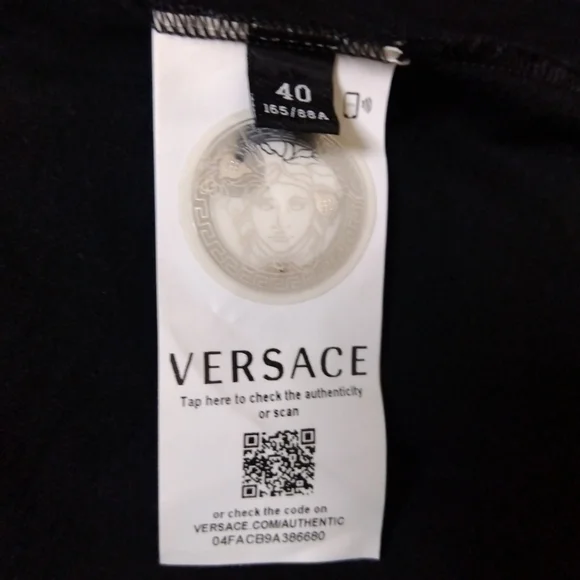 40
165/88A
VERSACE
Tap here to check the authenticity
or scan
or check the code on
VERSACE.COM/AUTHENTIC
04FACB9A386680